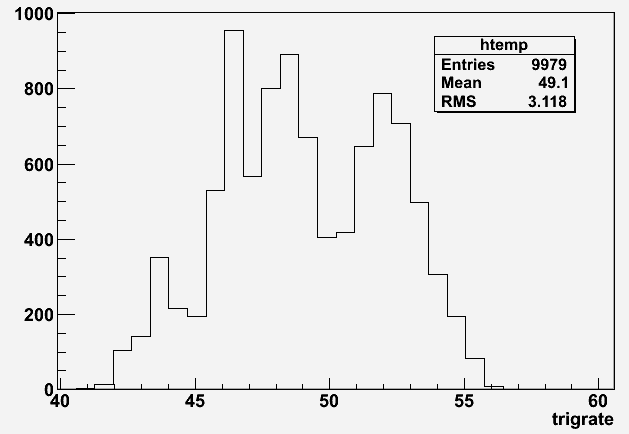 1000
htemp
Entries 9979
Mean 49.1
RMS 3.118
800
600
400
200
0
40 45 50 55 60
trigrate